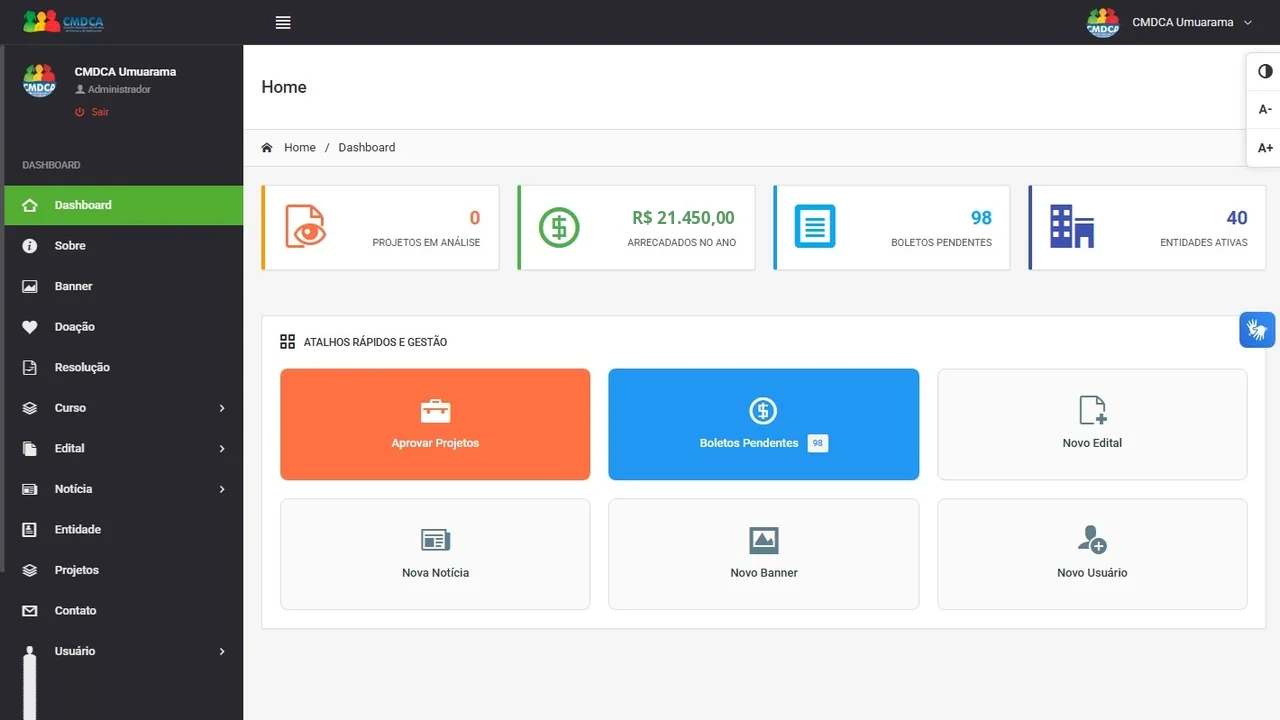 CMDCA
CMDCA Umuarama
CMDCA
CMDCA Umuarama
Administrador
Sair
DASHBOARD
Dashboard
Sobre
Banner
Doação
Resolução
Curso
Edital
Notícia
Entidade
Projetos
Contato
Usuário
Home
Home / Dashboard
A-
A+
0
PROJETOS EM ANÁLISE
R$ 21.450,00
ARRECADADOS NO ANO
98
BOLETOS PENDENTES
40
ENTIDADES ATIVAS
ATALHOS RÁPIDOS E GESTÃO
Aprovar Projetos
Boletos Pendentes 98
Novo Edital
Nova Notícia
Novo Banner
Novo Usuário